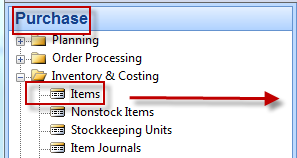 Purchase
Planning
Order Processing
Inventory & Costing
Items
Nonstock Items
Stockkeeping Units
Item Journals